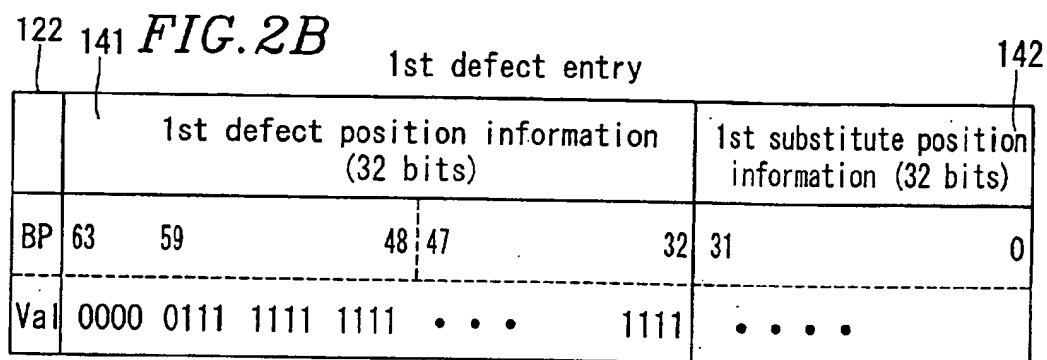 122 141 FIG. 2B 142
1st defect entry
1st defect position information 1st substitute position
(32 bits) information (32 bits)
BP 63 59 48 47 32 31 0
Val 0000 0111 1111 1111 • • • 1111 • • • •